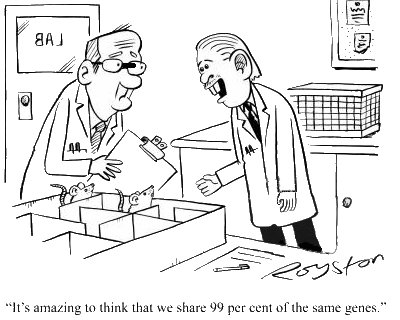 LAB
Royston
“It’s amazing to think that we share 99 per cent of the same genes.”